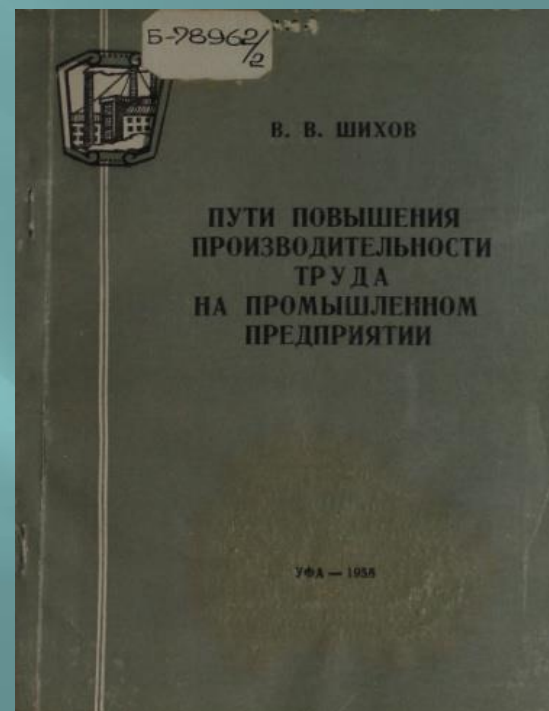 Б-78962/2
В. В. ШИХОВ
ПУТИ ПОВЫШЕНИЯ
ПРОИЗВОДИТЕЛЬНОСТИ
ТРУДА
НА ПРОМЫШЛЕННОМ
ПРЕДПРИЯТИИ
УФА — 1958